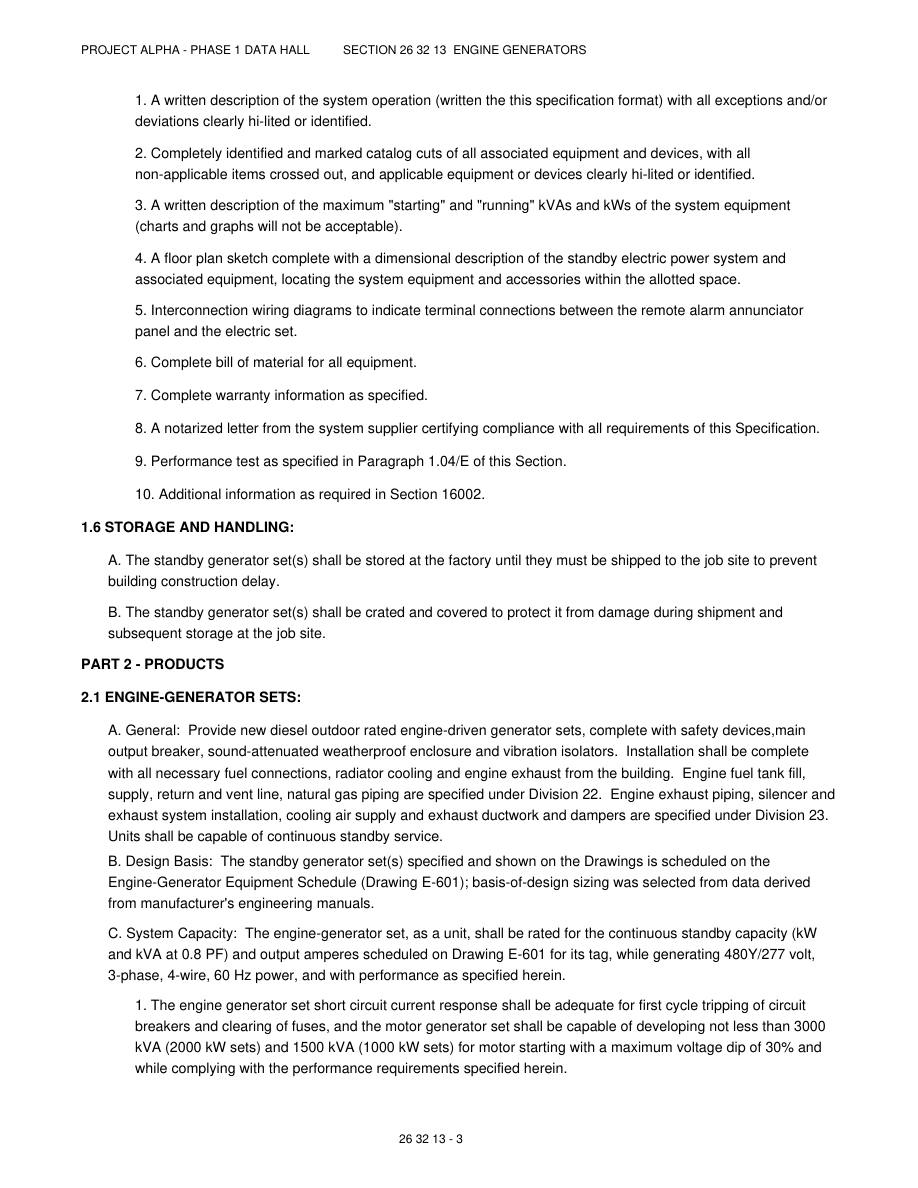 PROJECT ALPHA - PHASE 1 DATA HALL SECTION 26 32 13 ENGINE GENERATORS
1. A written description of the system operation (written the this specification format) with all exceptions and/or
deviations clearly hi-lited or identified.
2. Completely identified and marked catalog cuts of all associated equipment and devices, with all
non-applicable items crossed out, and applicable equipment or devices clearly hi-lited or identified.
3. A written description of the maximum "starting" and "running" kVAs and kWs of the system equipment
(charts and graphs will not be acceptable).
4. A floor plan sketch complete with a dimensional description of the standby electric power system and
associated equipment, locating the system equipment and accessories within the allotted space.
5. Interconnection wiring diagrams to indicate terminal connections between the remote alarm annunciator
panel and the electric set.
6. Complete bill of material for all equipment.
7. Complete warranty information as specified.
8. A notarized letter from the system supplier certifying compliance with all requirements of this Specification.
9. Performance test as specified in Paragraph 1.04/E of this Section.
10. Additional information as required in Section 16002.
1.6 STORAGE AND HANDLING:
A. The standby generator set(s) shall be stored at the factory until they must be shipped to the job site to prevent
building construction delay.
B. The standby generator set(s) shall be crated and covered to protect it from damage during shipment and
subsequent storage at the job site.
PART 2 - PRODUCTS
2.1 ENGINE-GENERATOR SETS:
A. General: Provide new diesel outdoor rated engine-driven generator sets, complete with safety devices,main
output breaker, sound-attenuated weatherproof enclosure and vibration isolators. Installation shall be complete
with all necessary fuel connections, radiator cooling and engine exhaust from the building. Engine fuel tank fill,
supply, return and vent line, natural gas piping are specified under Division 22. Engine exhaust piping, silencer and
exhaust system installation, cooling air supply and exhaust ductwork and dampers are specified under Division 23.
Units shall be capable of continuous standby service.
B. Design Basis: The standby generator set(s) specified and shown on the Drawings is scheduled on the
Engine-Generator Equipment Schedule (Drawing E-601); basis-of-design sizing was selected from data derived
from manufacturer's engineering manuals.
C. System Capacity: The engine-generator set, as a unit, shall be rated for the continuous standby capacity (kW
and kVA at 0.8 PF) and output amperes scheduled on Drawing E-601 for its tag, while generating 480Y/277 volt,
3-phase, 4-wire, 60 Hz power, and with performance as specified herein.
1. The engine generator set short circuit current response shall be adequate for first cycle tripping of circuit
breakers and clearing of fuses, and the motor generator set shall be capable of developing not less than 3000
kVA (2000 kW sets) and 1500 kVA (1000 kW sets) for motor starting with a maximum voltage dip of 30% and
while complying with the performance requirements specified herein.
26 32 13 - 3